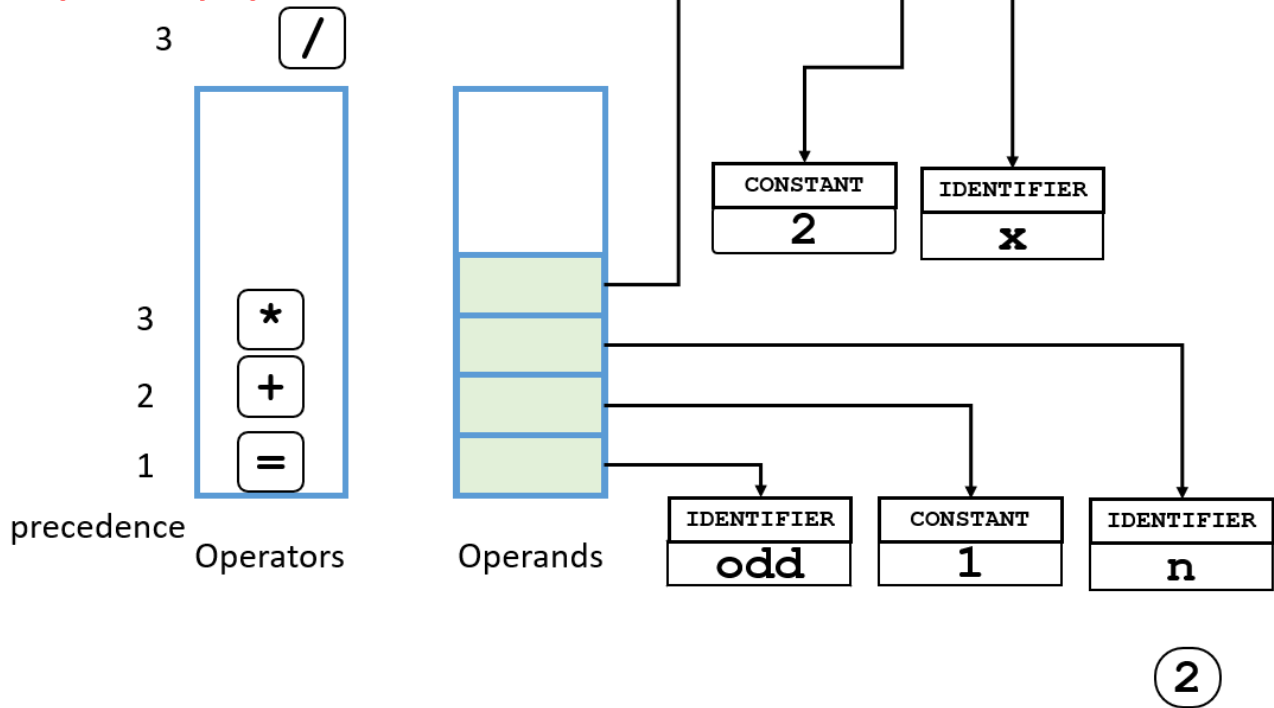 3 /
CONSTANT
2
IDENTIFIER
x
3 *
2 +
1 =
precedence
Operators
Operands
IDENTIFIER
odd
CONSTANT
1
IDENTIFIER
n
2